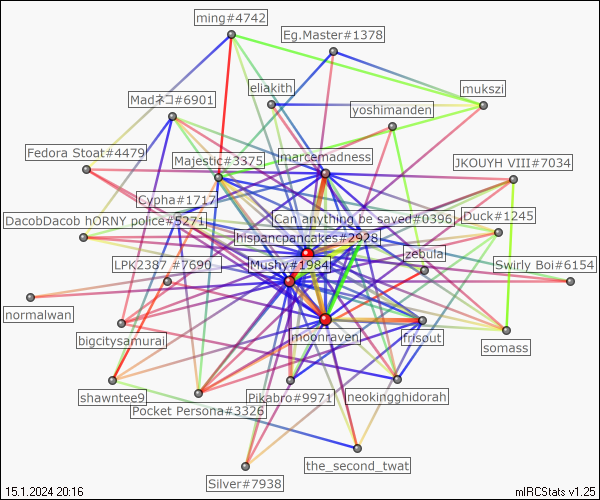 ming#4742
Eg.Master#1378
eliakith
mukszi
Madネコ#6901
yoshimanden
Fedora Stoat#4479
Majestic#3375
marcemadness
JKOUYH VIII#7034
Cypha#1717
DacobDacob hORNY police#5271
Can anything be saved#0396
Duck#1245
hispancpancakes#2928
zebula
LPK2387 #7690
Mushy#1984
Swirly Boi#6154
normalwan
bigcitysamurai
moonraven
frisout
somass
shawntee9
Pocket Persona#3326
Pikabro#9971
neokingghidorah
the_second_twat
Silver#7938
15.1.2024 20:16
mIRCStats v1.25